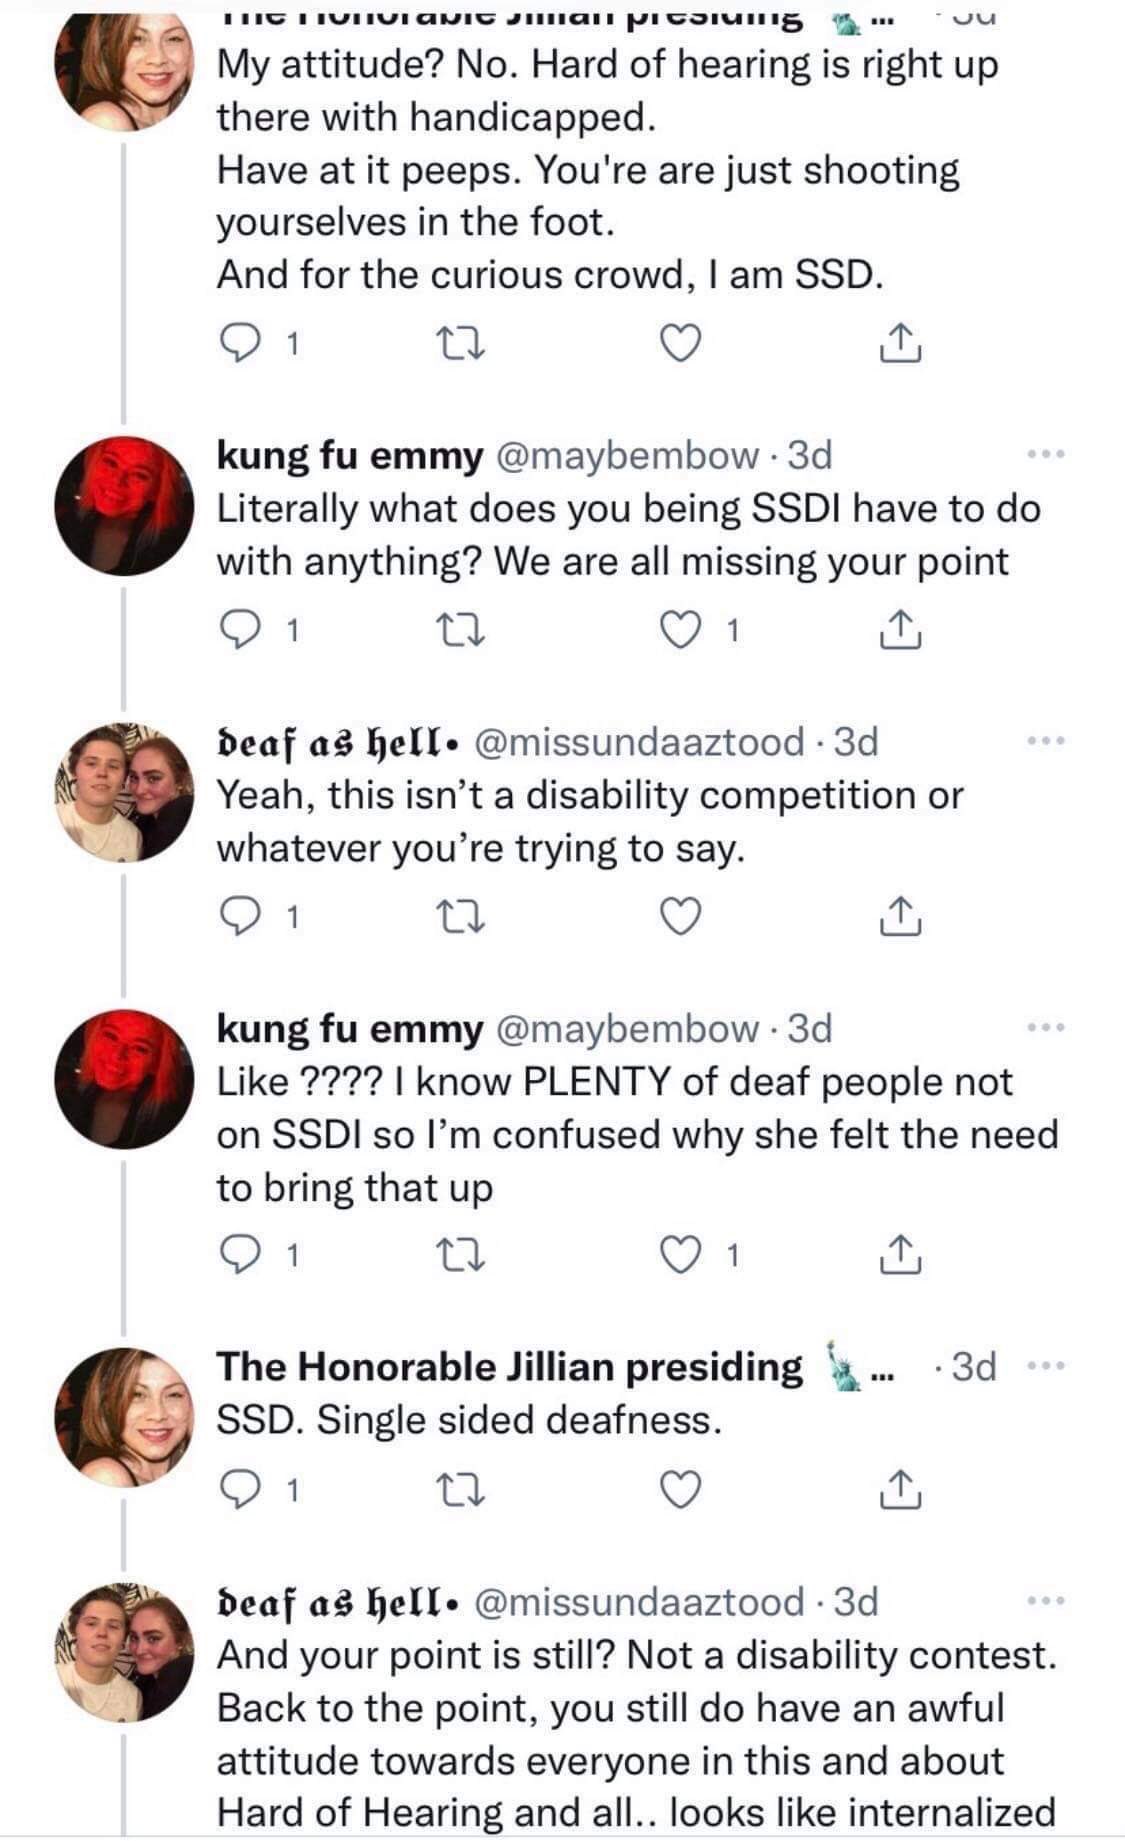 The Honorable Jillian presiding ... · 3d
My attitude? No. Hard of hearing is right up
there with handicapped.
Have at it peeps. You're are just shooting
yourselves in the foot.
And for the curious crowd, I am SSD.
1
kung fu emmy @maybembow · 3d
Literally what does you being SSDI have to do
with anything? We are all missing your point
1 1
𝖉𝖊𝖆𝖋 𝖆𝖘 𝖍𝖊𝖑𝖑• @missundaaztood · 3d
Yeah, this isn’t a disability competition or
whatever you’re trying to say.
1
kung fu emmy @maybembow · 3d
Like ???? I know PLENTY of deaf people not
on SSDI so I’m confused why she felt the need
to bring that up
1 1
The Honorable Jillian presiding 🗽... · 3d
SSD. Single sided deafness.
1
𝖉𝖊𝖆𝖋 𝖆𝖘 𝖍𝖊𝖑𝖑• @missundaaztood · 3d
And your point is still? Not a disability contest.
Back to the point, you still do have an awful
attitude towards everyone in this and about
Hard of Hearing and all.. looks like internalized